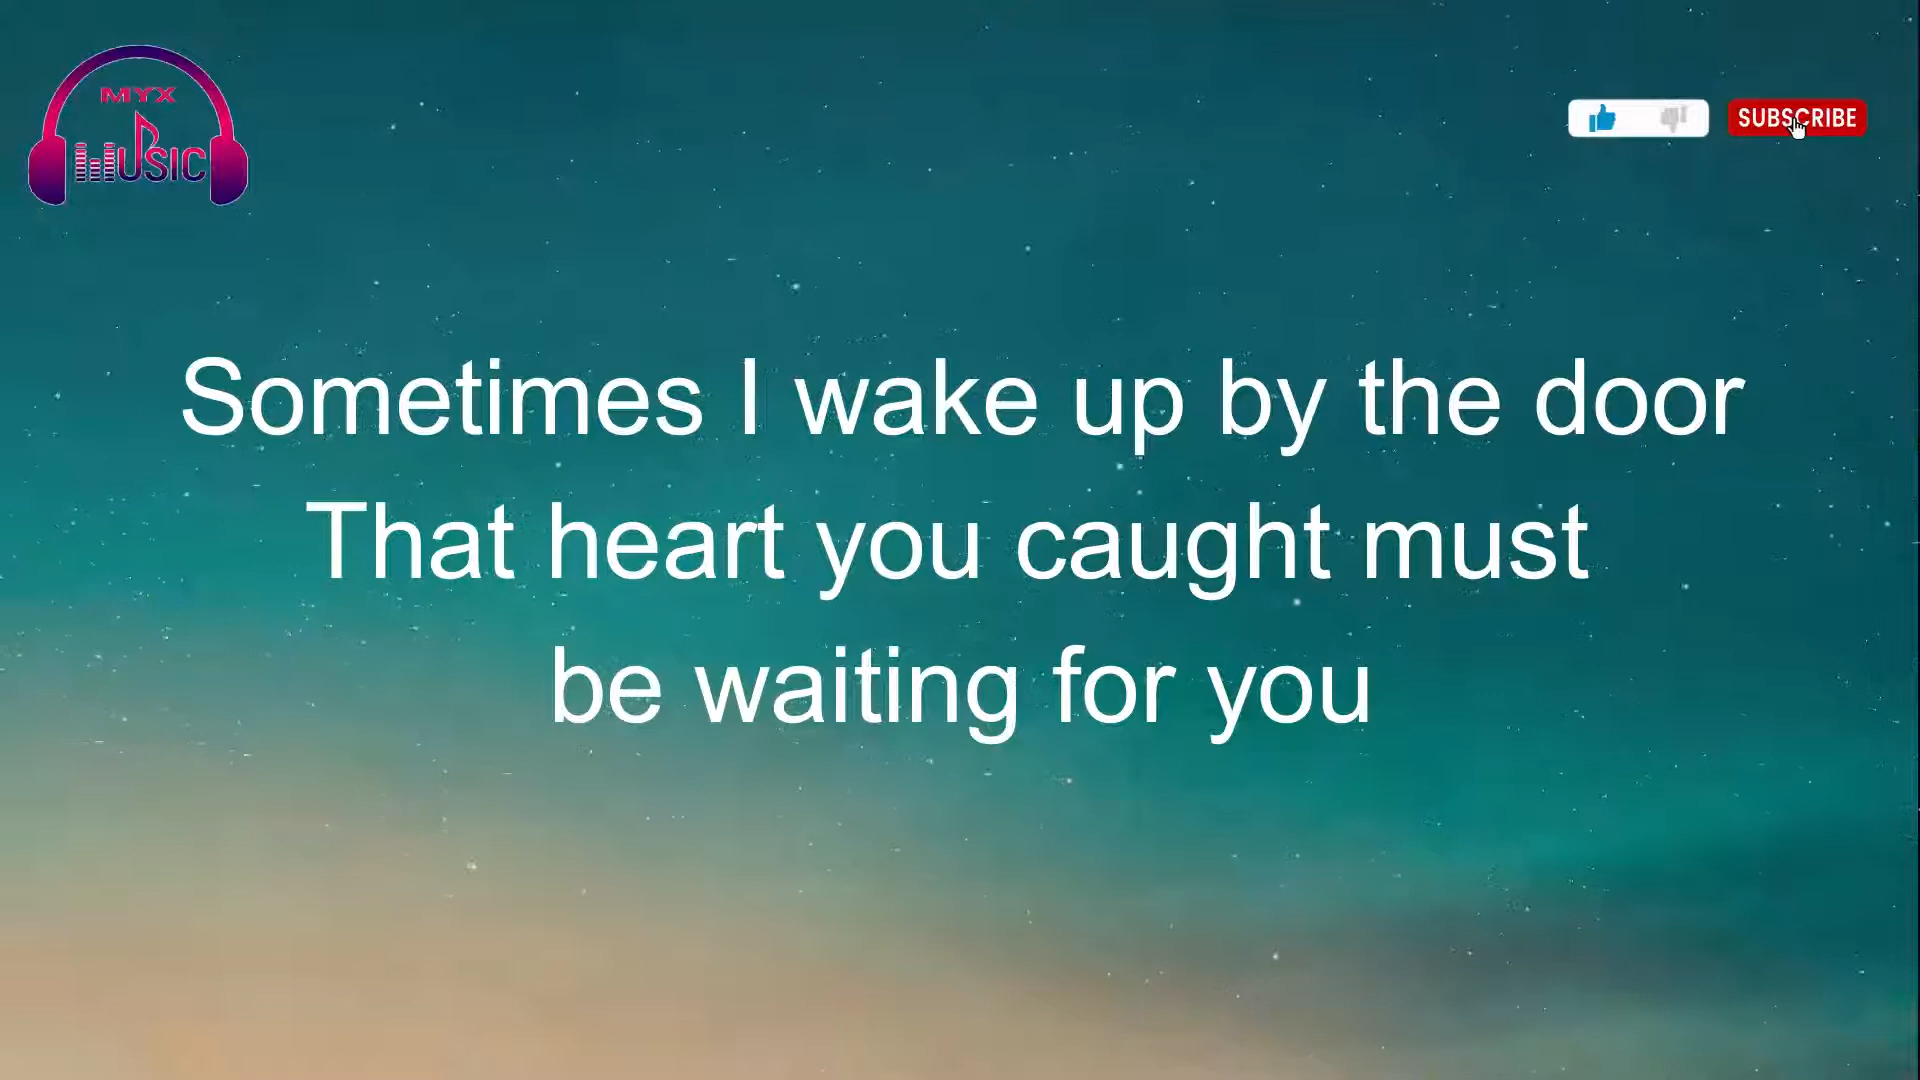 MYX
MUSIC
SUBSCRIBE
Sometimes I wake up by the door
That heart you caught must
be waiting for you